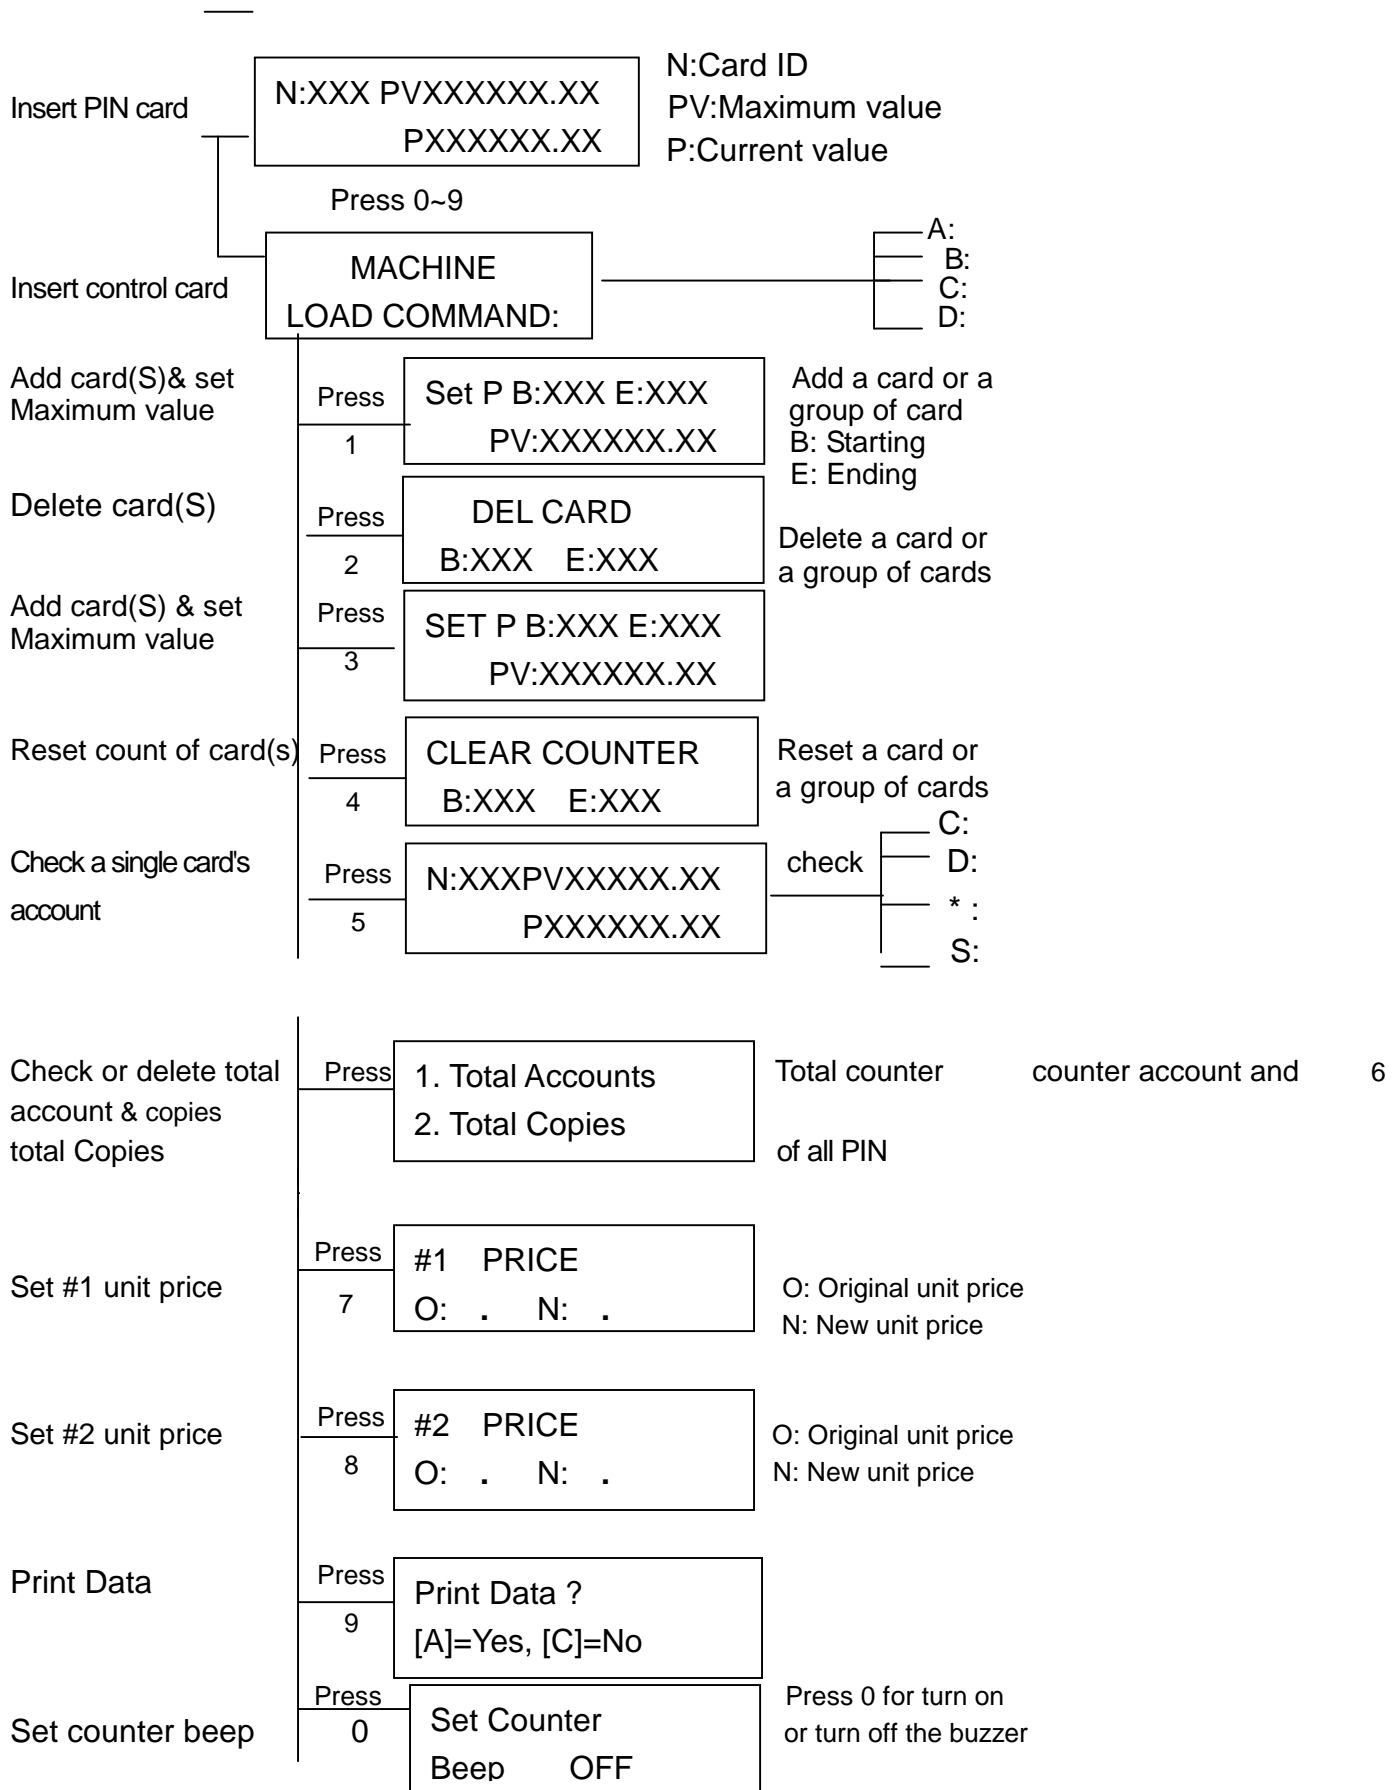 N:Card ID
Insert PIN card
N:XXX PVXXXXXX.XX
PXXXXXX.XX
PV:Maximum value
P:Current value
Press 0~9
Insert control card
MACHINE
LOAD COMMAND:
A:
B:
C:
D:
Add card(S)& set
Maximum value
Press
1
Set P B:XXX E:XXX
PV:XXXXXX.XX
Add a card or a
group of card
B: Starting
E: Ending
Delete card(S)
Press
2
DEL CARD
B:XXX E:XXX
Delete a card or
a group of cards
Add card(S) & set
Maximum value
Press
3
SET P B:XXX E:XXX
PV:XXXXXX.XX
Reset count of card(s)
Press
4
CLEAR COUNTER
B:XXX E:XXX
Reset a card or
a group of cards
Check a single card's
account
Press
5
N:XXXPVXXXXX.XX
PXXXXXX.XX
check
C:
D:
* :
S:
Check or delete total
account & copies
total Copies
Press
1. Total Accounts
2. Total Copies
Total counter counter account and 6
of all PIN
Set #1 unit price
Press
7
#1 PRICE
O: . N: .
O: Original unit price
N: New unit price
Set #2 unit price
Press
8
#2 PRICE
O: . N: .
O: Original unit price
N: New unit price
Print Data
Press
9
Print Data ?
[A]=Yes, [C]=No
Set counter beep
Press
0
Set Counter
Beep OFF
Press 0 for turn on
or turn off the buzzer